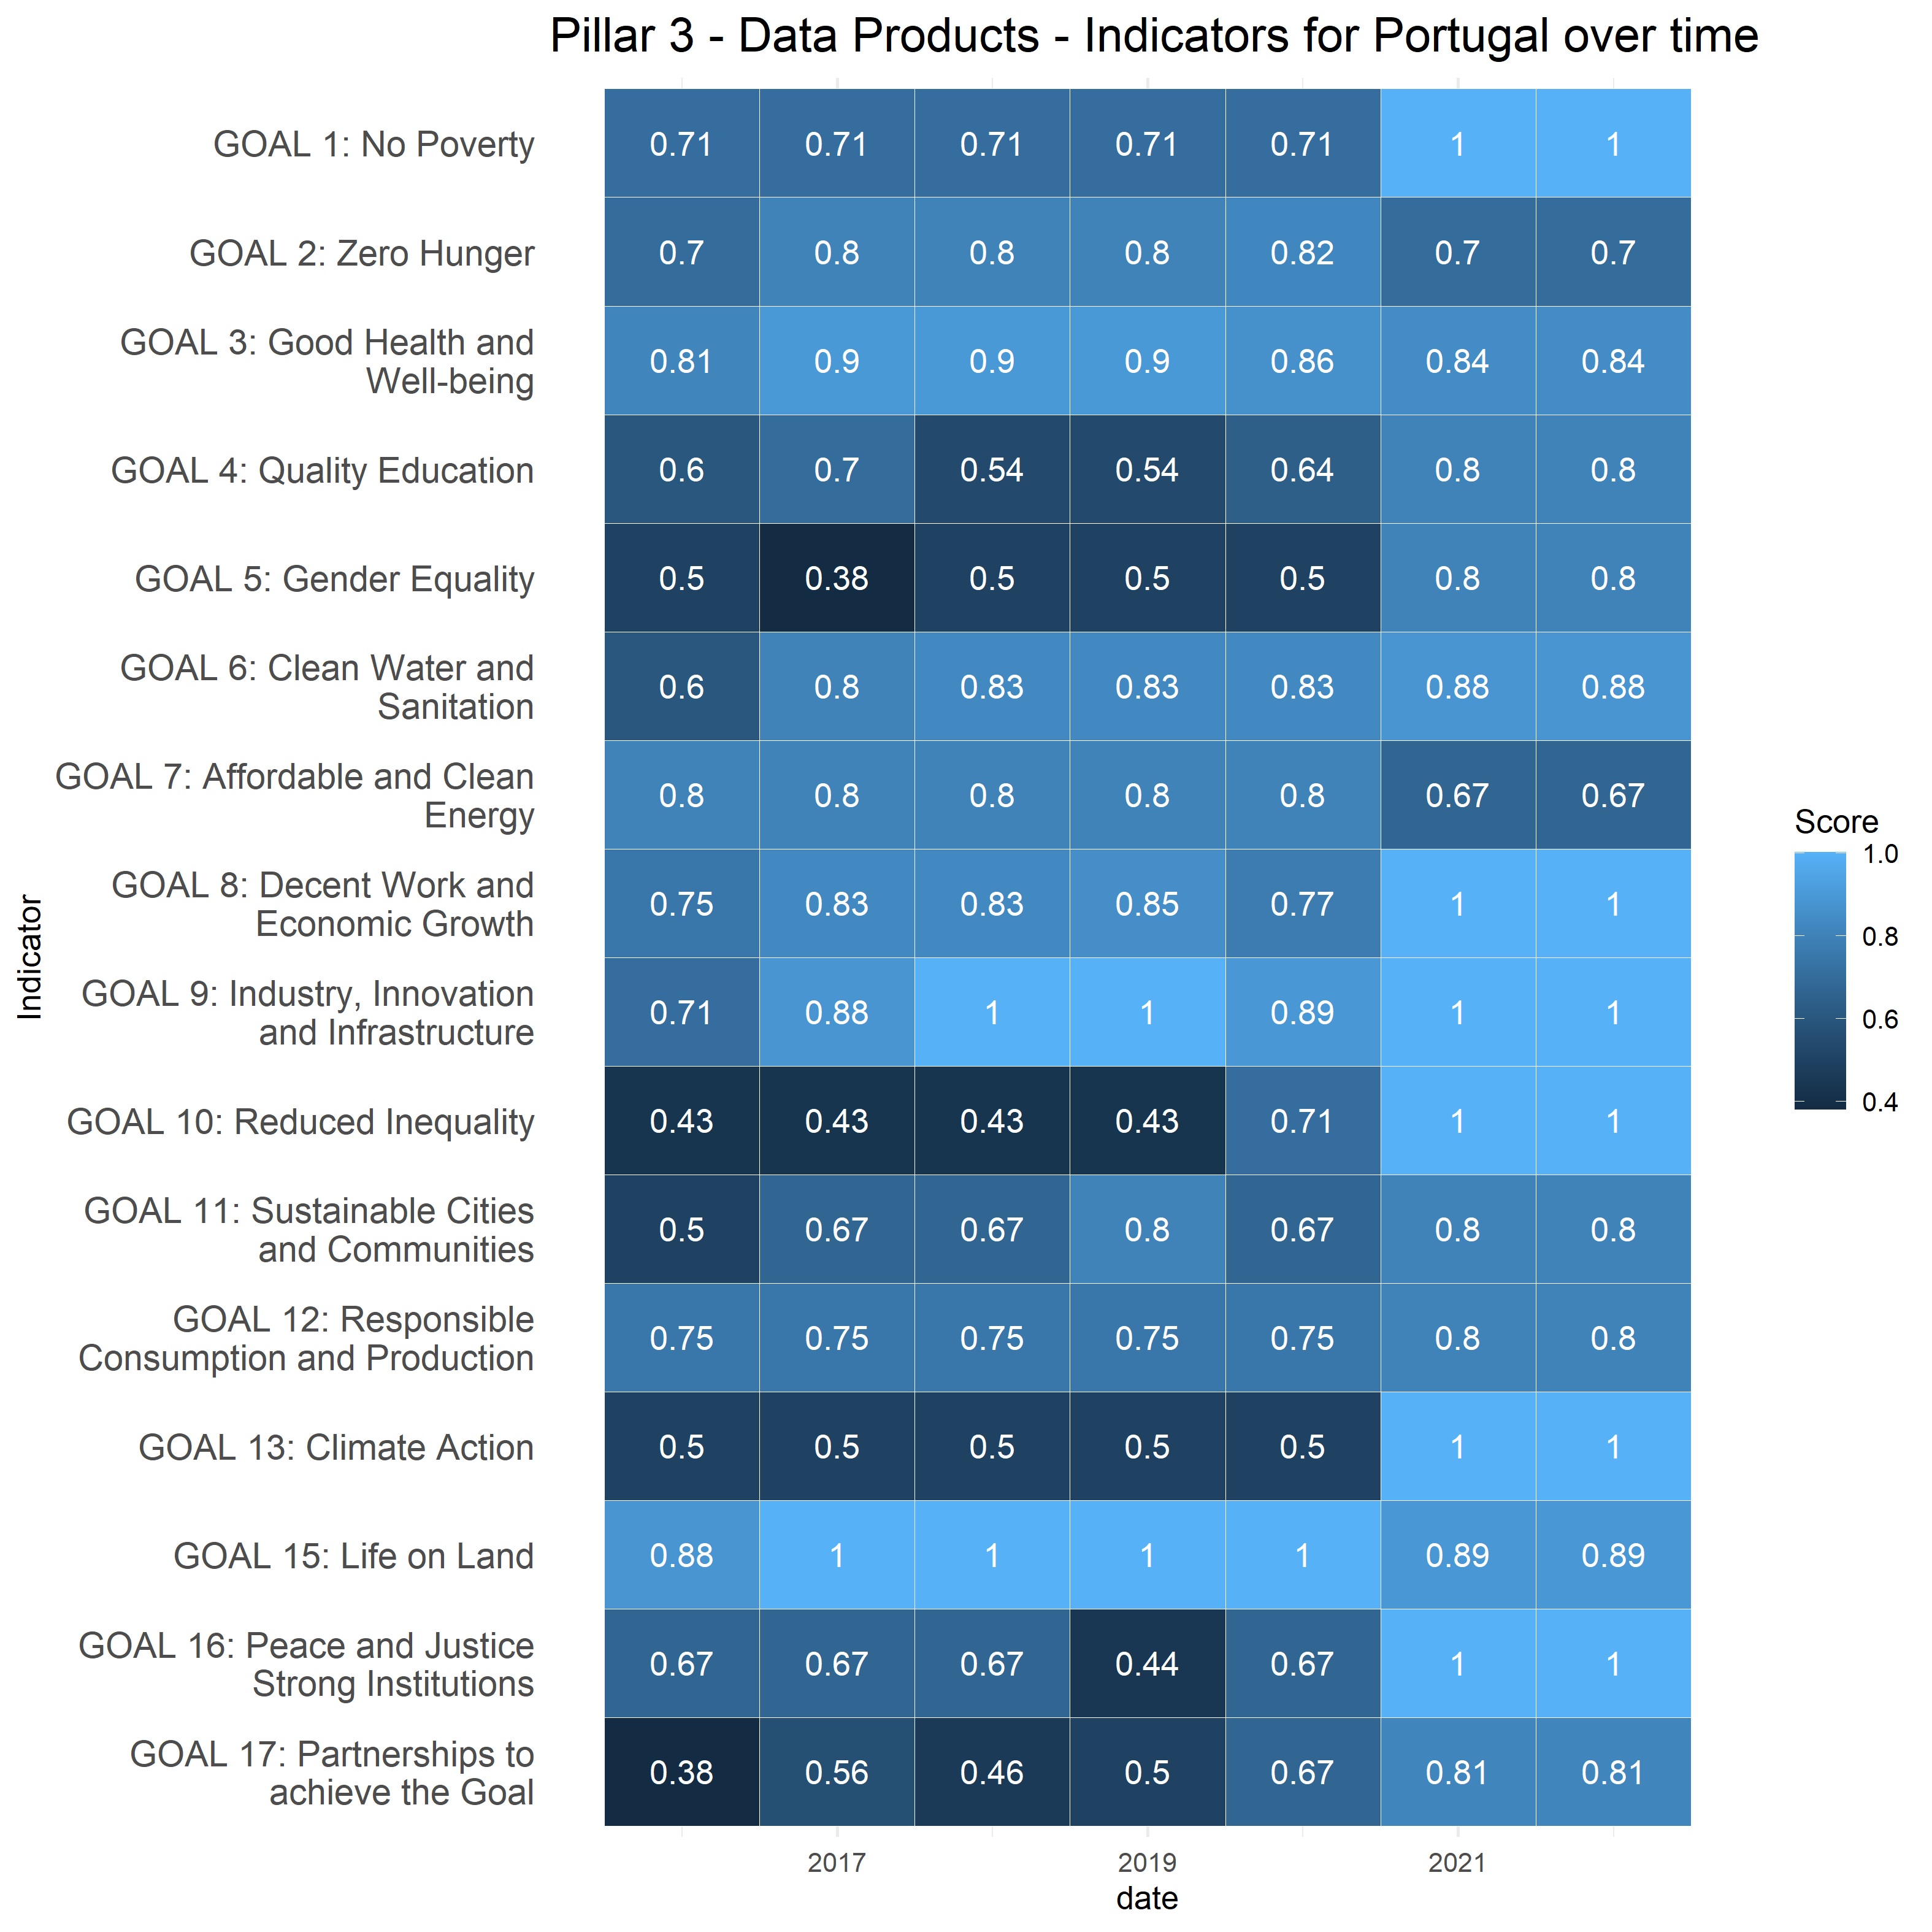 Pillar 3 - Data Products - Indicators for Portugal over time
GOAL 1: No Poverty 0.71 0.71 0.71 0.71 0.71 1 1
GOAL 2: Zero Hunger 0.7 0.8 0.8 0.8 0.82 0.7 0.7
GOAL 3: Good Health and
Well-being
0.81 0.9 0.9 0.9 0.86 0.84 0.84
GOAL 4: Quality Education 0.6 0.7 0.54 0.54 0.64 0.8 0.8
GOAL 5: Gender Equality 0.5 0.38 0.5 0.5 0.5 0.8 0.8
GOAL 6: Clean Water and
Sanitation
0.6 0.8 0.83 0.83 0.83 0.88 0.88
GOAL 7: Affordable and Clean
Energy
0.8 0.8 0.8 0.8 0.8 0.67 0.67
GOAL 8: Decent Work and
Economic Growth
0.75 0.83 0.83 0.85 0.77 1 1
GOAL 9: Industry, Innovation
and Infrastructure
0.71 0.88 1 1 0.89 1 1
GOAL 10: Reduced Inequality 0.43 0.43 0.43 0.43 0.71 1 1
GOAL 11: Sustainable Cities
and Communities
0.5 0.67 0.67 0.8 0.67 0.8 0.8
GOAL 12: Responsible
Consumption and Production
0.75 0.75 0.75 0.75 0.75 0.8 0.8
GOAL 13: Climate Action 0.5 0.5 0.5 0.5 0.5 1 1
GOAL 15: Life on Land 0.88 1 1 1 1 0.89 0.89
GOAL 16: Peace and Justice
Strong Institutions
0.67 0.67 0.67 0.44 0.67 1 1
GOAL 17: Partnerships to
achieve the Goal
0.38 0.56 0.46 0.5 0.67 0.81 0.81
2017 2019 2021
date
Indicator
Score
1.0
0.8
0.6
0.4